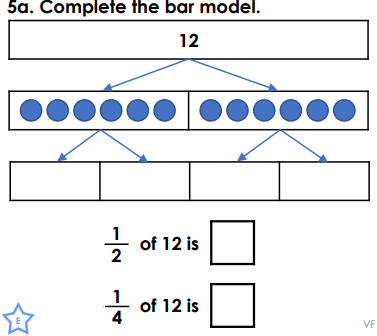 5a. Complete the bar model.
12
1/2 of 12 is
1/4 of 12 is
E
VF